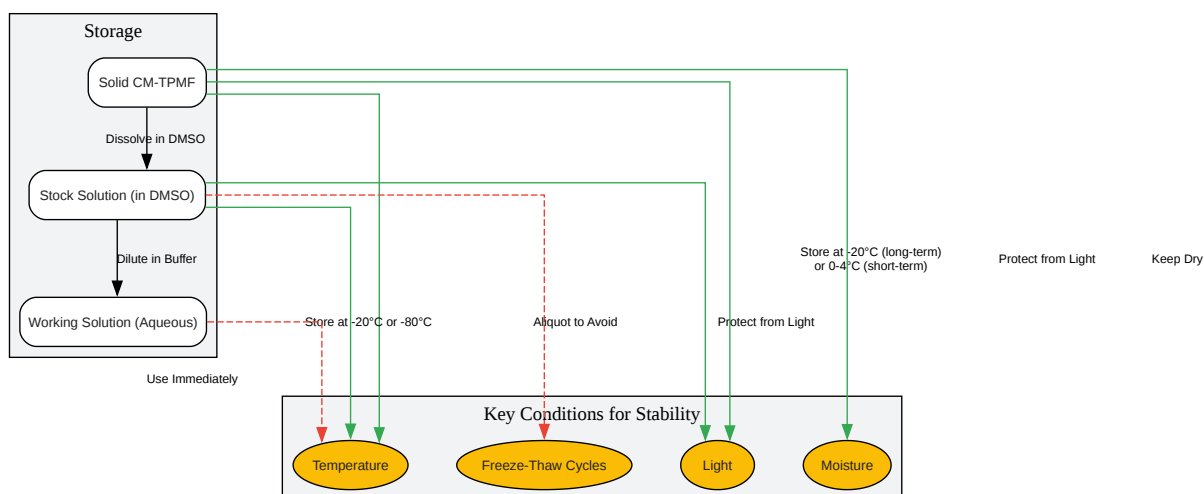 Storage
Solid CM-TPMF
Dissolve in DMSO
Stock Solution (in DMSO)
Dilute in Buffer
Store at -20°C (long-term)
or 0-4°C (short-term)
Protect from Light
Keep Dry
Working Solution (Aqueous)
Store at -20°C or -80°C
Aliquot to Avoid
Protect from Light
Use Immediately
Key Conditions for Stability
Temperature
Freeze-Thaw Cycles
Light
Moisture